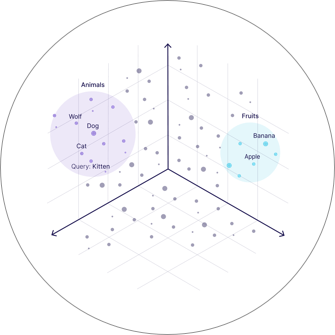 Animals
Wolf
Dog
Cat
Query: Kitten
Fruits
Banana
Apple